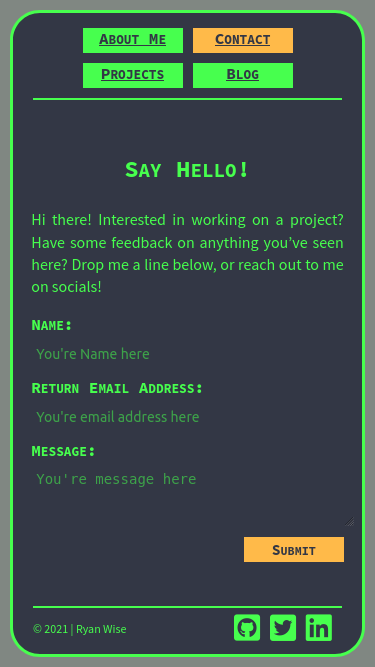 About Me Contact
Projects Blog
Say Hello!
Hi there! Interested in working on a project?
Have some feedback on anything you've seen
here? Drop me a line below, or reach out to me
on socials!
Name:
You're Name here
Return Email Address:
You're email address here
Message:
You're message here
Submit
© 2021 | Ryan Wise